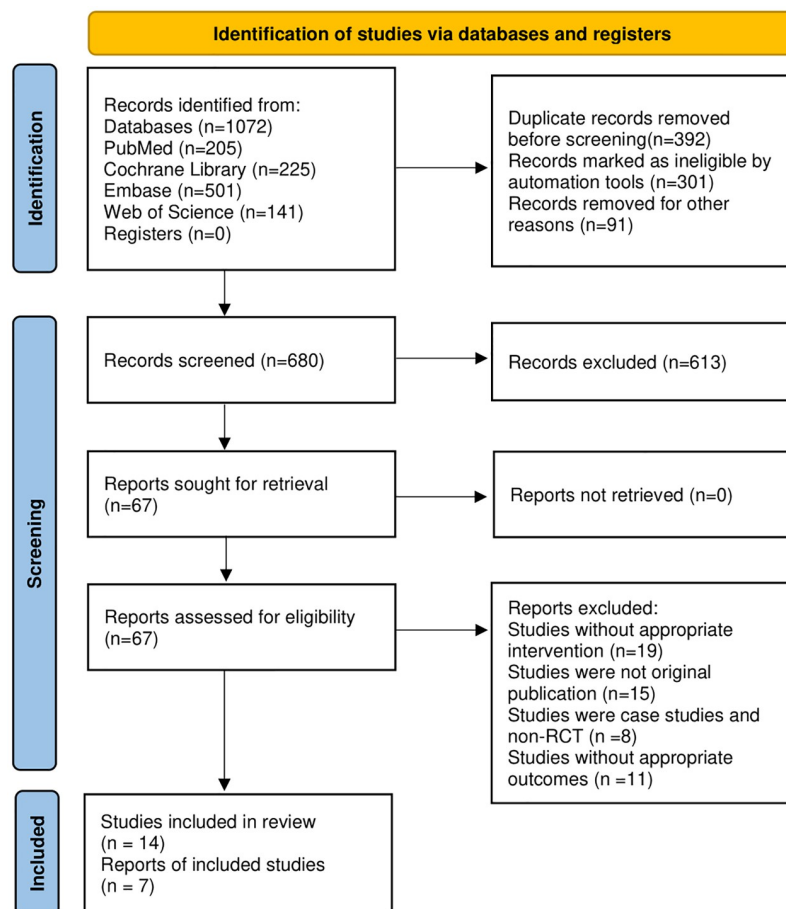 Identification of studies via databases and registers
Identification
Records identified from:
Databases (n=1072)
PubMed (n=205)
Cochrane Library (n=225)
Embase (n=501)
Web of Science (n=141)
Registers (n=0)
Duplicate records removed
before screening(n=392)
Records marked as ineligible by
automation tools (n=301)
Records removed for other
reasons (n=91)
Screening
Records screened (n=680)
Records excluded (n=613)
Reports sought for retrieval
(n=67)
Reports not retrieved (n=0)
Reports assessed for eligibility
(n=67)
Reports excluded:
Studies without appropriate
intervention (n=19)
Studies were not original
publication (n=15)
Studies were case studies and
non-RCT (n =8)
Studies without appropriate
outcomes (n =11)
Included
Studies included in review
(n = 14)
Reports of included studies
(n = 7)